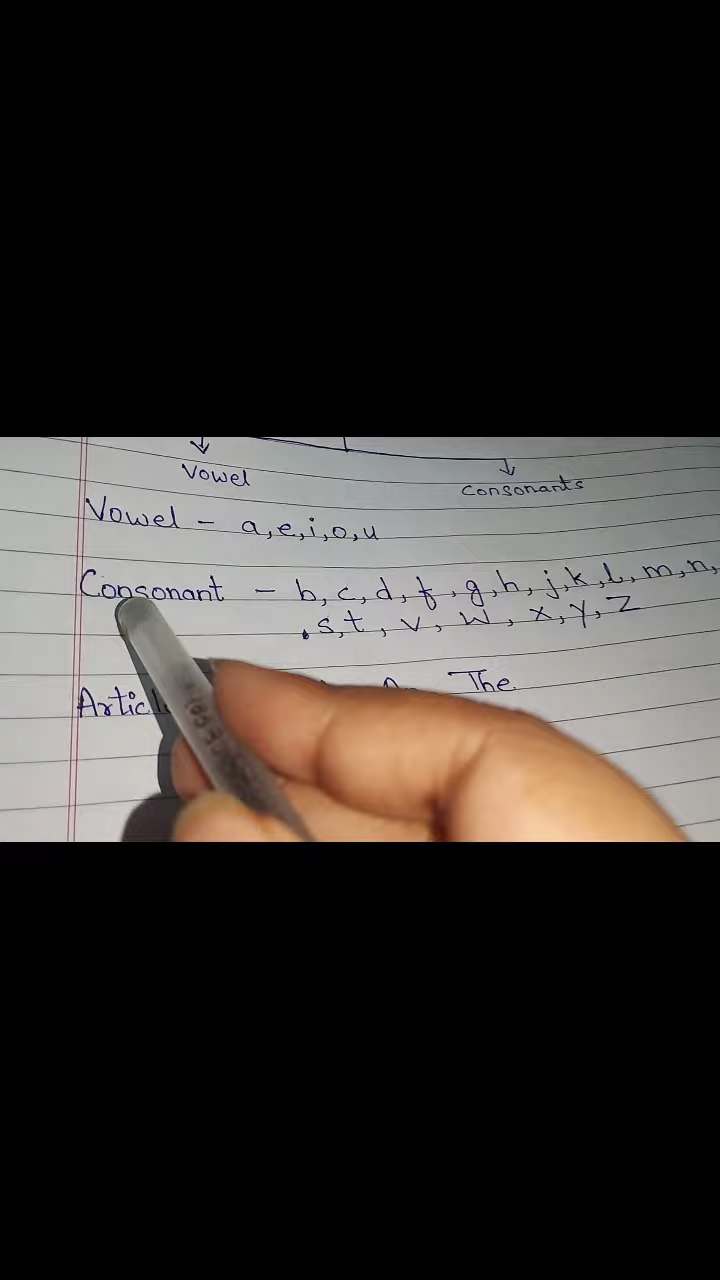 Vowel Consonants
Vowel - a, e, i, o, u
Consonant - b, c, d, f, g, h, j, k, l, m, n,
s, t, v, w, x, y, z
The